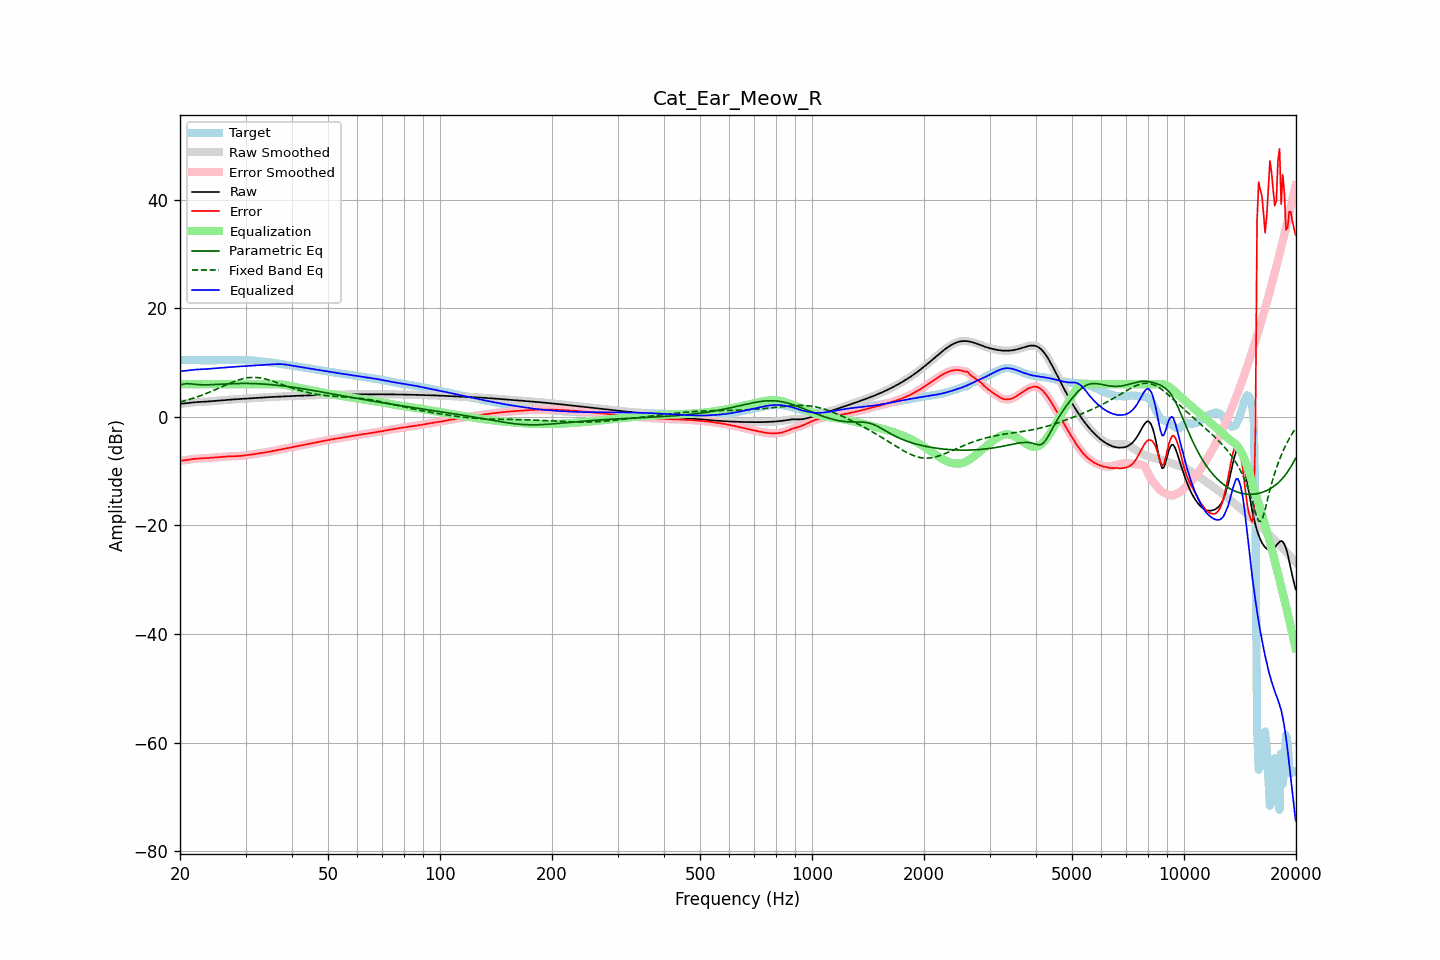 Cat_Ear_Meow_R
Target
Raw Smoothed
Error Smoothed
Raw
Error
Equalization
Parametric Eq
Fixed Band Eq
Equalized
40
20
0
−20
−40
−60
−80
Amplitude (dBr)
20 50 100 200 500 1000 2000 5000 10000 20000
Frequency (Hz)